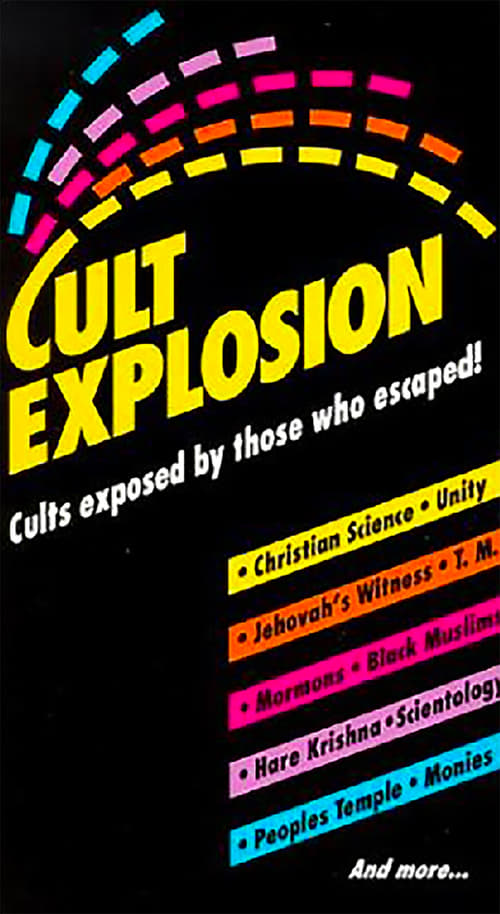 CULT
EXPLOSION
Cults exposed by those who escaped!
• Christian Science • Unity
• Jehovah's Witness • T. M.
• Mormons • Black Muslims
• Hare Krishna • Scientology
• Peoples Temple • Monies
And more...